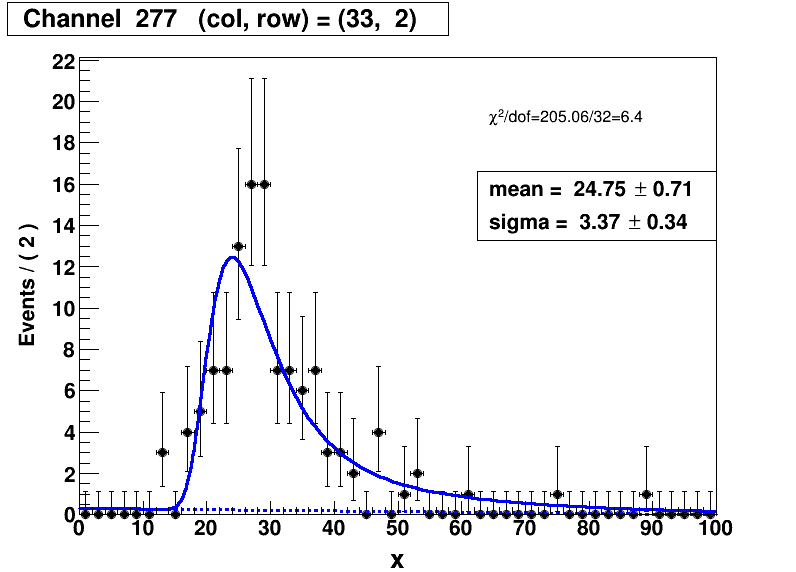 Channel 277 (col, row) = (33, 2)
χ²/dof=205.06/32=6.4
mean = 24.75 ± 0.71
sigma = 3.37 ± 0.34
Events / ( 2 )
22
20
18
16
14
12
10
8
6
4
2
0
0 10 20 30 40 50 60 70 80 90 100
x